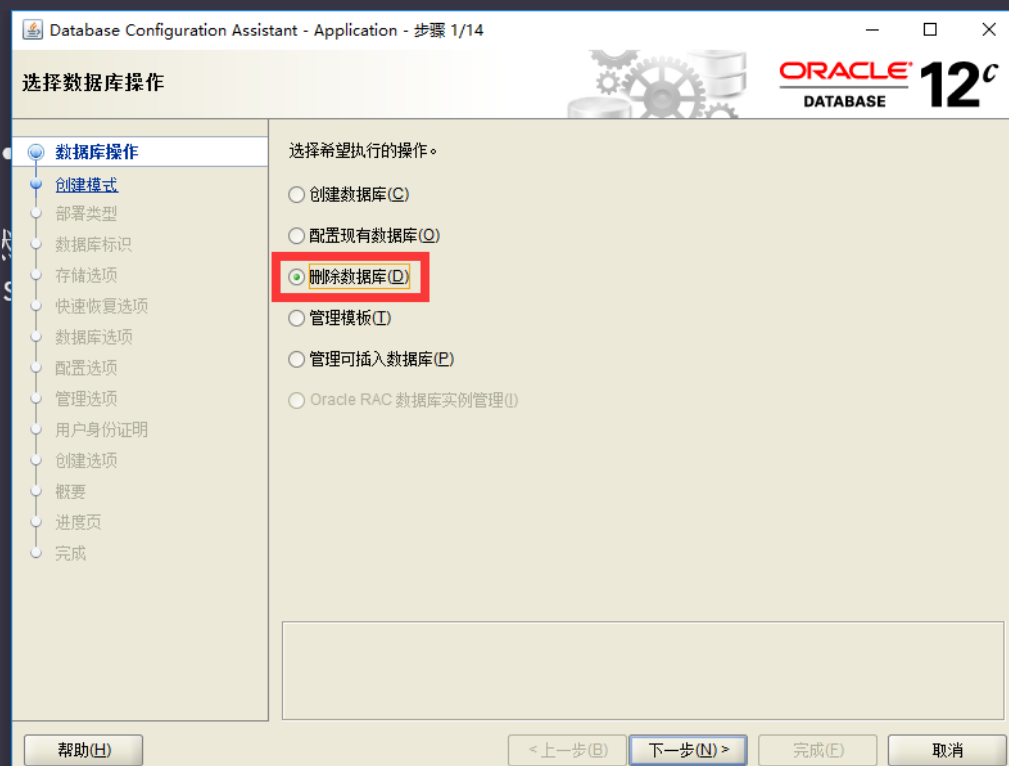 Database Configuration Assistant - Application - 步骤 1/14
选择数据库操作
ORACLE
DATABASE
12c
数据库操作
创建模式
部署类型
数据库标识
存储选项
快速恢复选项
数据库选项
配置选项
管理选项
用户身份证明
创建选项
概要
进度页
完成
选择希望执行的操作。
创建数据库(C)
配置现有数据库(O)
删除数据库(D)
管理模板(T)
管理可插入数据库(P)
Oracle RAC 数据库实例管理(I)
帮助(H)
<上一步(B)
下一步(N) >
完成(F)
取消